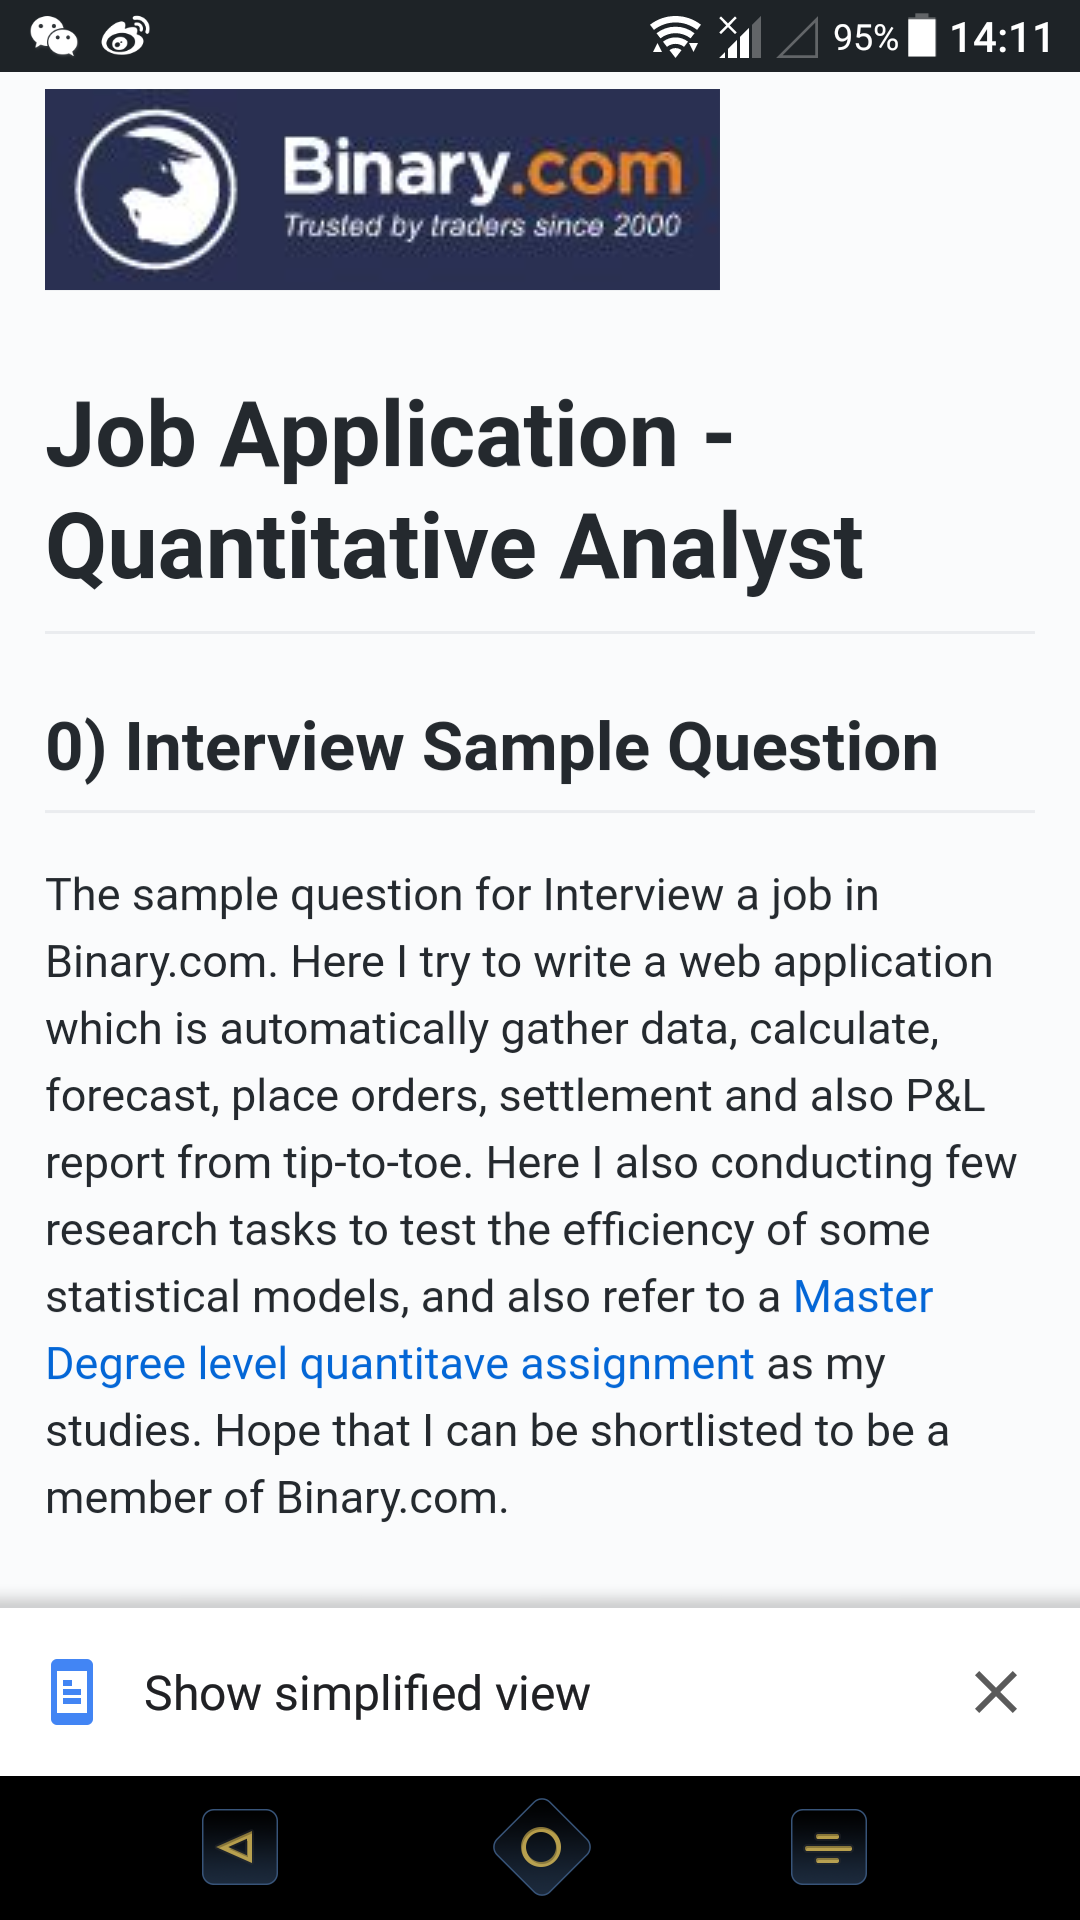 95% 14:11
Binary.com
Trusted by traders since 2000
Job Application -
Quantitative Analyst
0) Interview Sample Question
The sample question for Interview a job in
Binary.com. Here I try to write a web application
which is automatically gather data, calculate,
forecast, place orders, settlement and also P&L
report from tip-to-toe. Here I also conducting few
research tasks to test the efficiency of some
statistical models, and also refer to a Master
Degree level quantitave assignment as my
studies. Hope that I can be shortlisted to be a
member of Binary.com.
Show simplified view